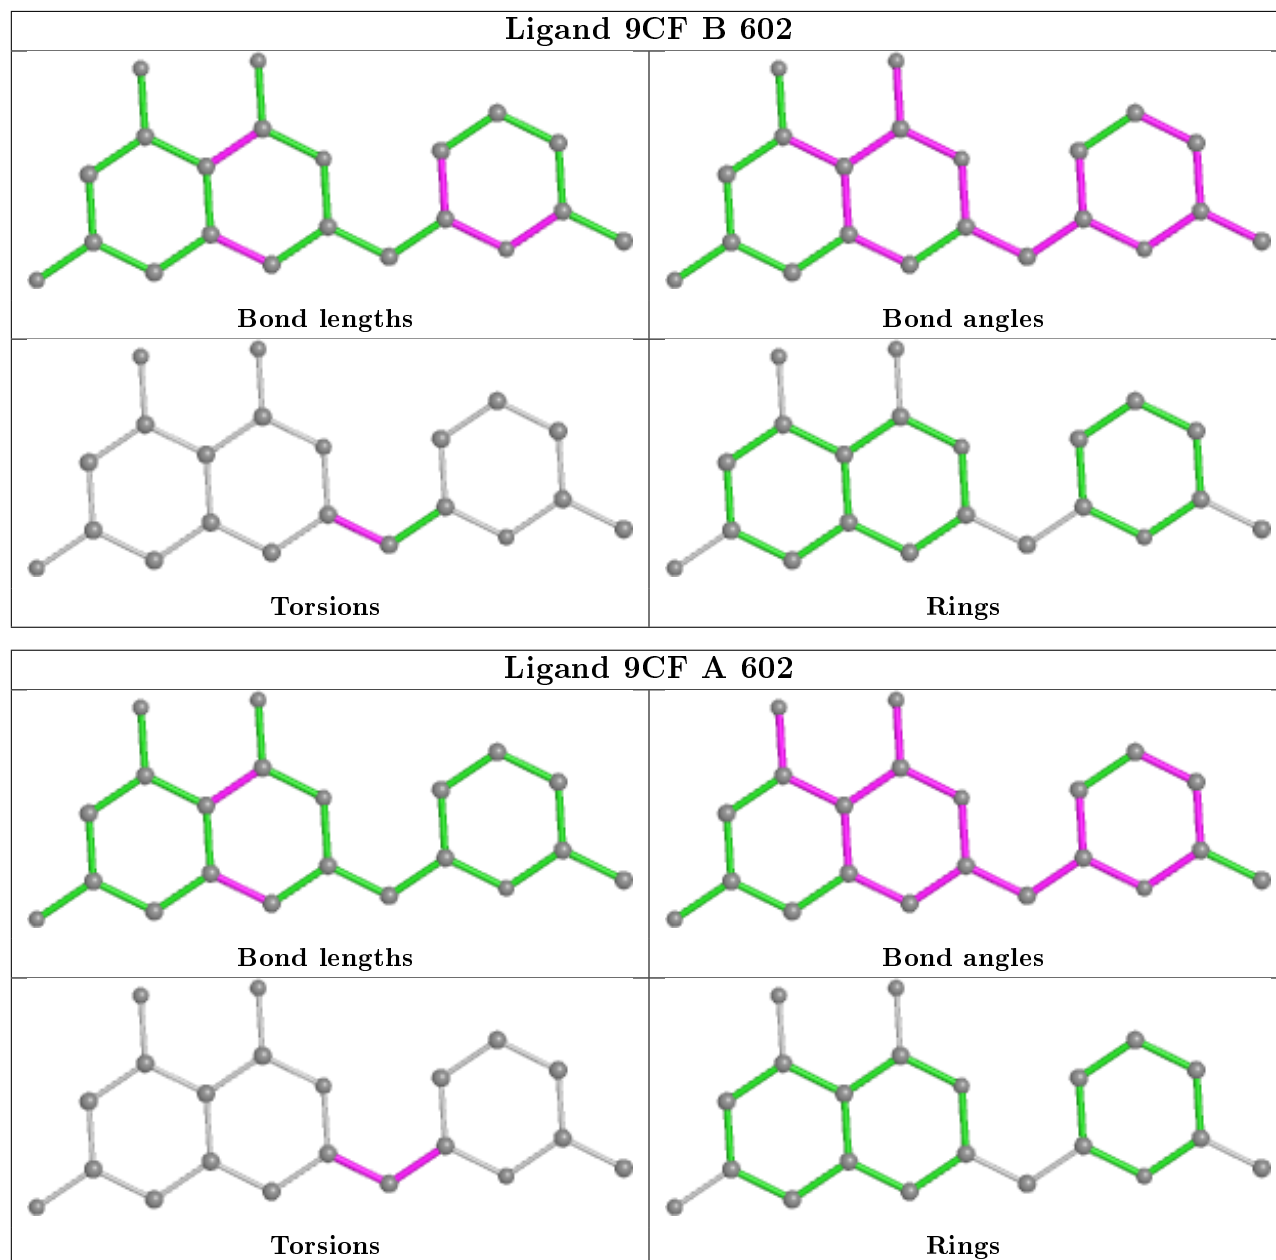 Ligand 9CF B 602
Bond lengths
Bond angles
Torsions
Rings
Ligand 9CF A 602
Bond lengths
Bond angles
Torsions
Rings